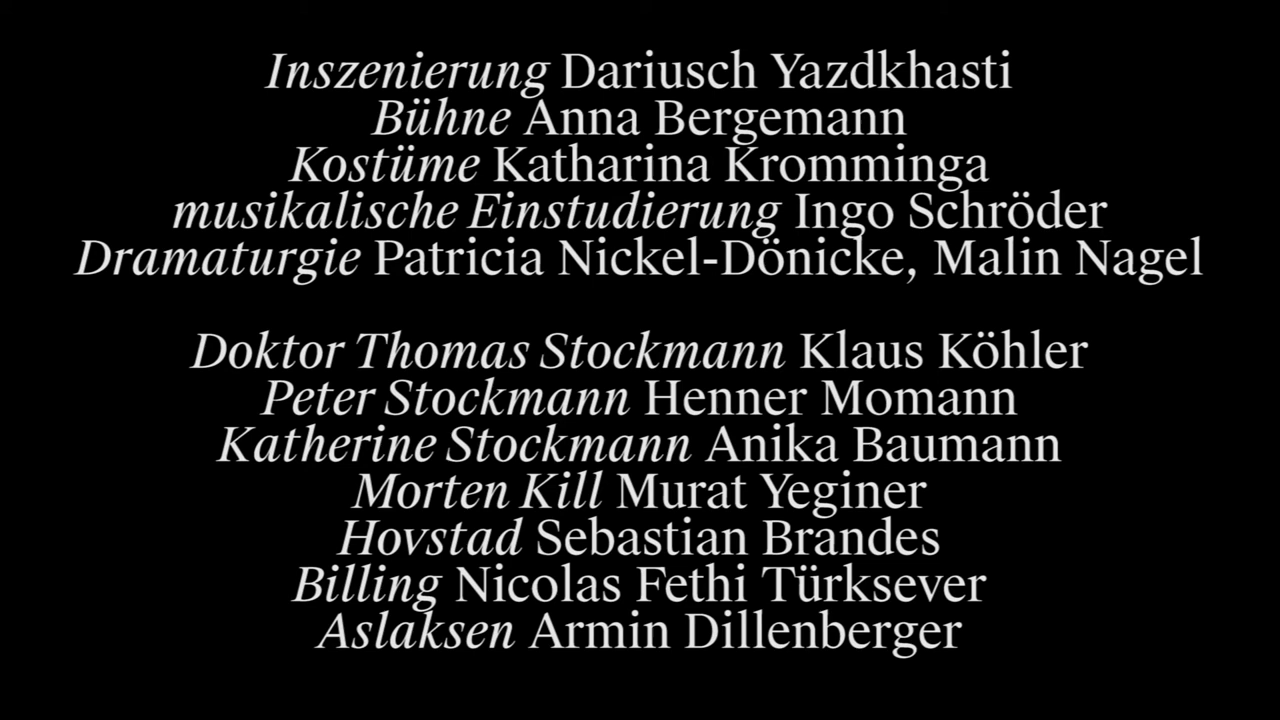 Inszenierung Dariusch Yazdkhasti
Bühne Anna Bergemann
Kostüme Katharina Kromminga
musikalische Einstudierung Ingo Schröder
Dramaturgie Patricia Nickel-Dönicke, Malin Nagel
Doktor Thomas Stockmann Klaus Köhler
Peter Stockmann Henner Momann
Katherine Stockmann Anika Baumann
Morten Kill Murat Yeginer
Hovstad Sebastian Brandes
Billing Nicolas Fethi Türksever
Aslaksen Armin Dillenberger